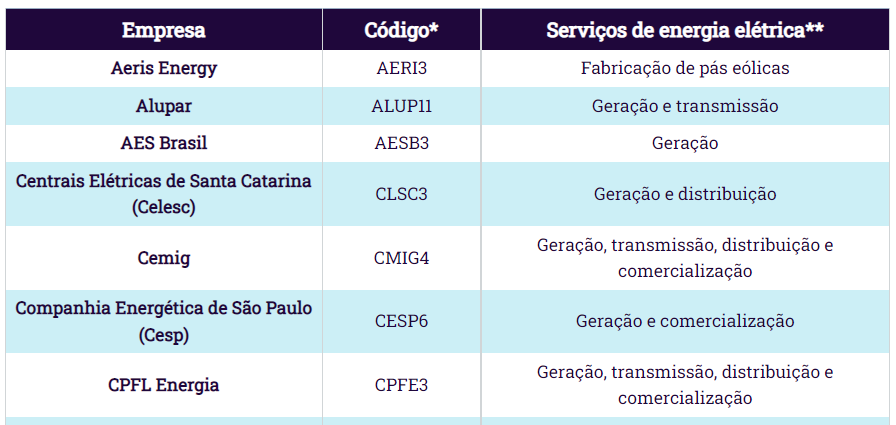 Empresa Código* Serviços de energia elétrica**
Aeris Energy AERI3 Fabricação de pás eólicas
Alupar ALUP11 Geração e transmissão
AES Brasil AESB3 Geração
Centrais Elétricas de Santa Catarina
(Celesc) CLSC3 Geração e distribuição
Cemig CMIG4 Geração, transmissão, distribuição e
comercialização
Companhia Energética de São Paulo
(Cesp) CESP6 Geração e comercialização
CPFL Energia CPFE3 Geração, transmissão, distribuição e
comercialização